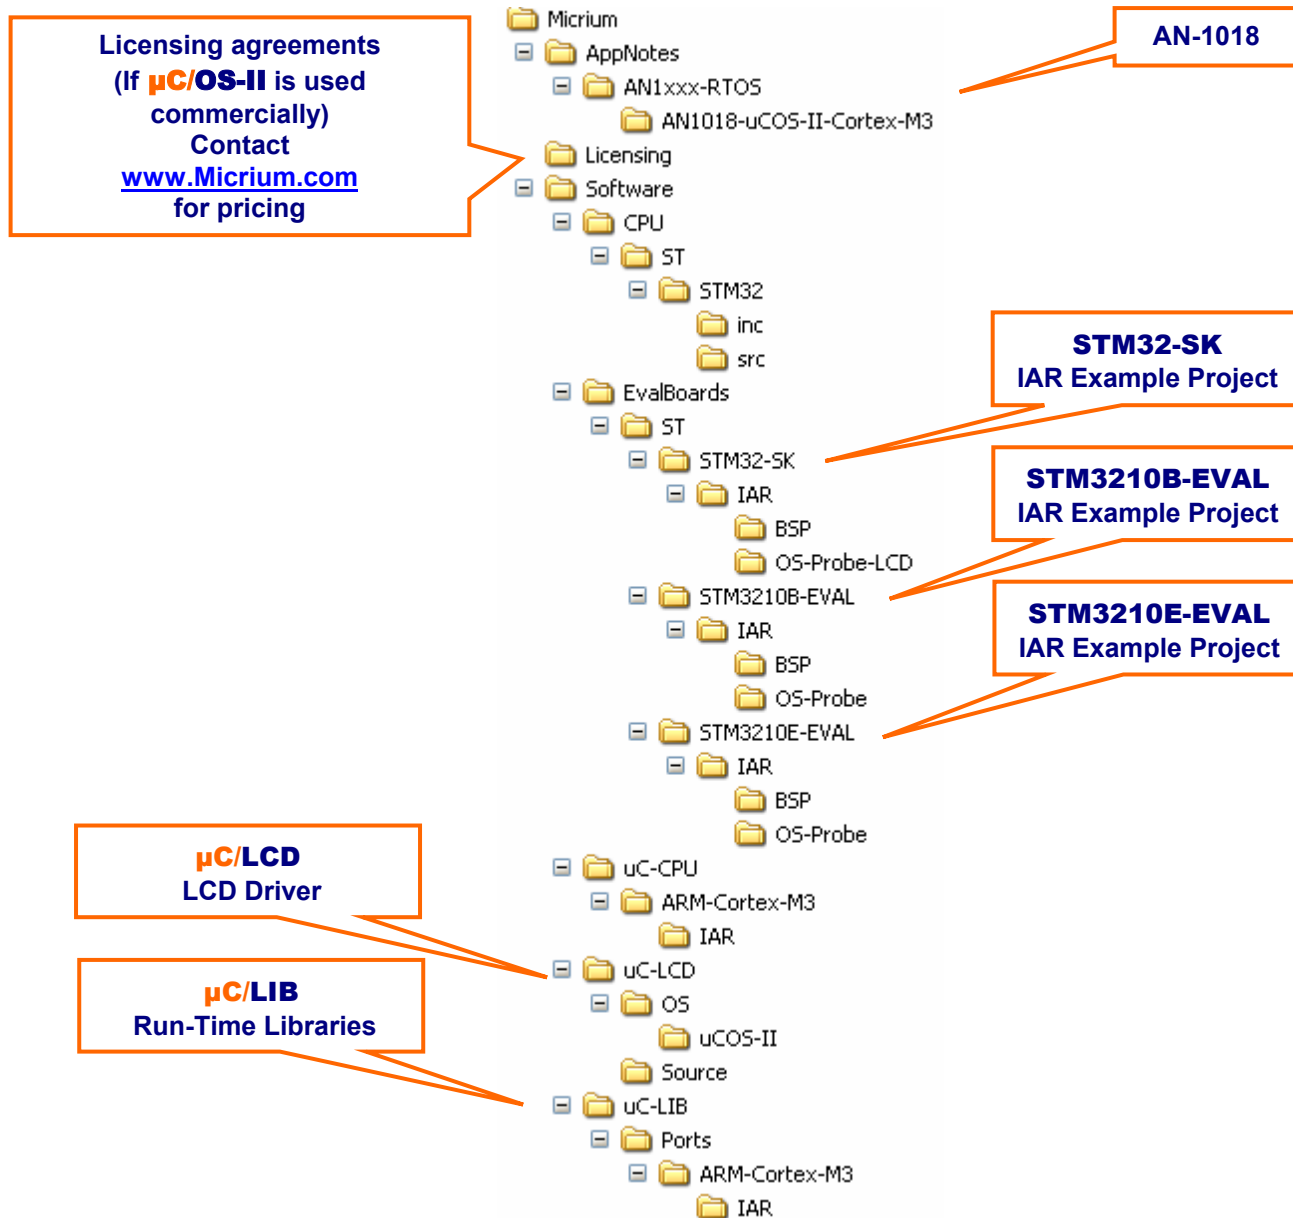 Licensing agreements
(If µC/OS-II is used
commercially)
Contact
www.Micrium.com
for pricing
AN-1018
Micrium
AppNotes
AN1xxx-RTOS
AN1018-uCOS-II-Cortex-M3
Licensing
Software
CPU
ST
STM32
inc
src
EvalBoards
ST
STM32-SK
IAR
BSP
OS-Probe-LCD
STM3210B-EVAL
IAR
BSP
OS-Probe
STM3210E-EVAL
IAR
BSP
OS-Probe
uC-CPU
ARM-Cortex-M3
IAR
uC-LCD
OS
uCOS-II
Source
uC-LIB
Ports
ARM-Cortex-M3
IAR
STM32-SK
IAR Example Project
STM3210B-EVAL
IAR Example Project
STM3210E-EVAL
IAR Example Project
µC/LCD
LCD Driver
µC/LIB
Run-Time Libraries